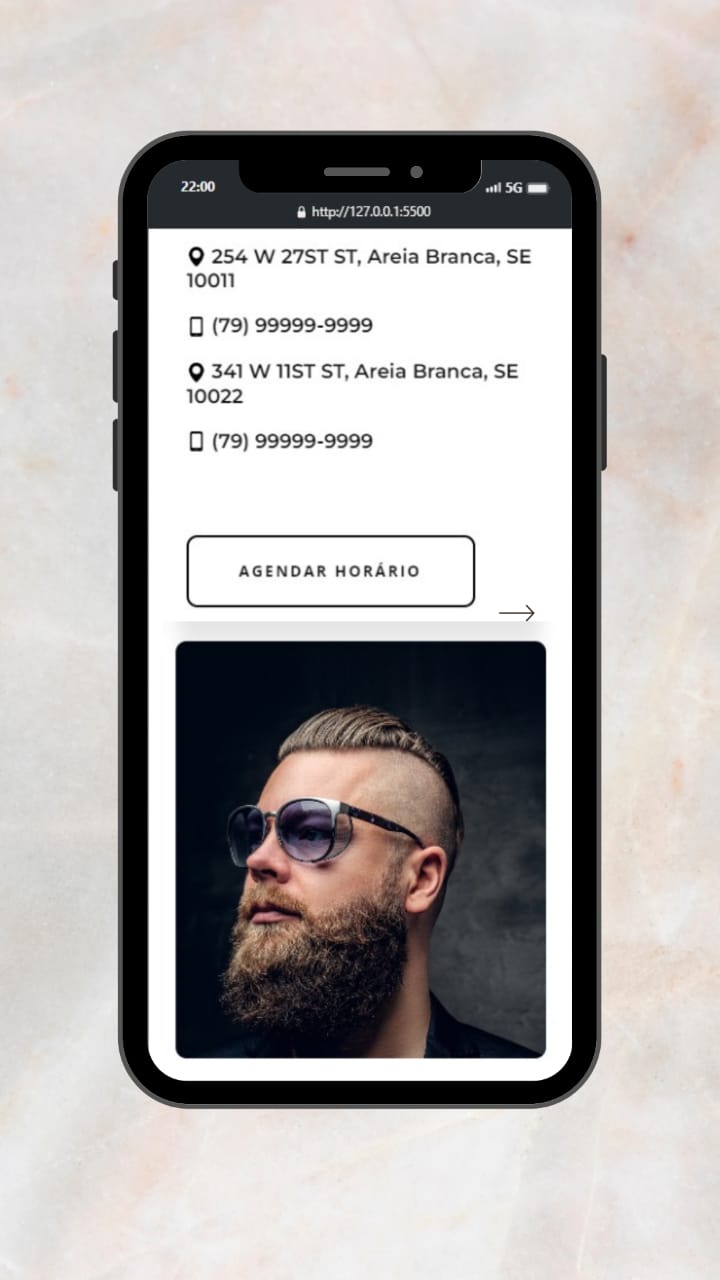 22:00
5G
http://127.0.0.1:5500
254 W 27ST ST, Areia Branca, SE
10011
(79) 99999-9999
341 W 11ST ST, Areia Branca, SE
10022
(79) 99999-9999
AGENDAR HORÁRIO